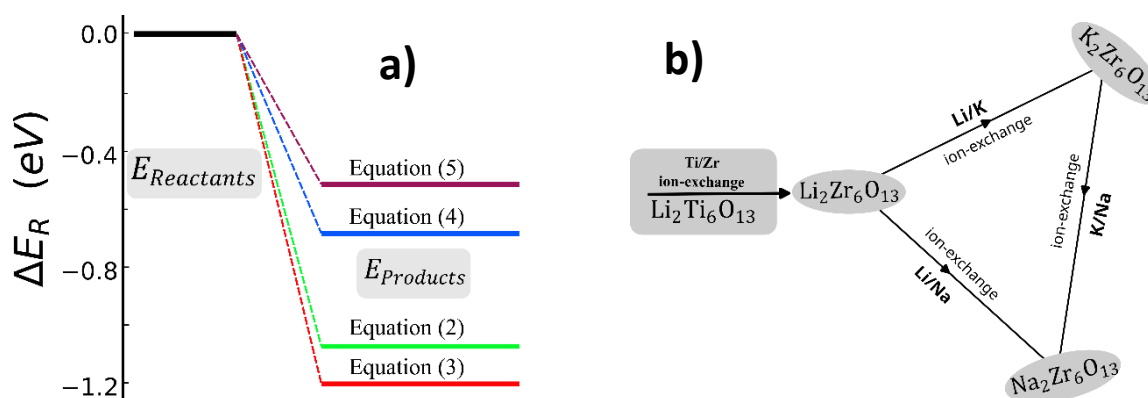 a)
0.0
−0.4
−0.8
−1.2
ΔE_R (eV)
E_Reactants
Equation (5)
Equation (4)
E_Products
Equation (2)
Equation (3)
b)
Ti/Zr
ion-exchange
Li₂Ti₆O₁₃
Li₂Zr₆O₁₃
Li/K
ion-exchange
K₂Zr₆O₁₃
ion-exchange
K/Na
ion-exchange
Li/Na
Na₂Zr₆O₁₃